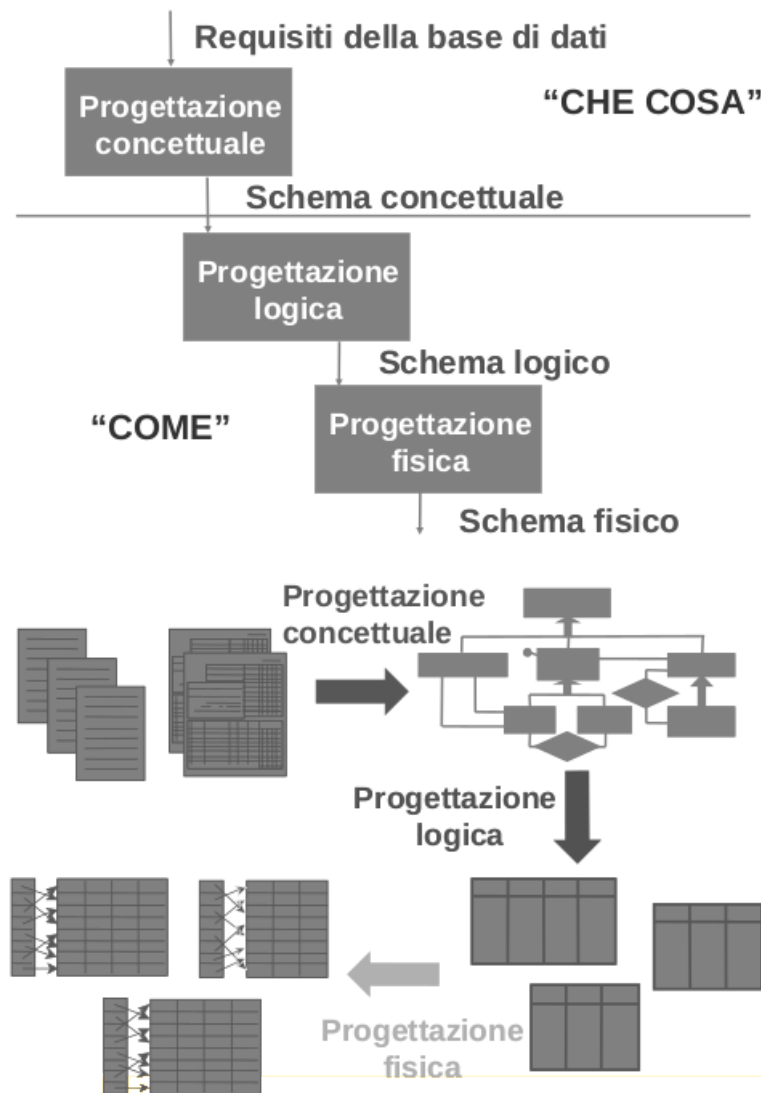 Requisiti della base di dati
Progettazione
concettuale
“CHE COSA”
Schema concettuale
Progettazione
logica
Schema logico
“COME”
Progettazione
fisica
Schema fisico
Progettazione
concettuale
Progettazione
logica
Progettazione
fisica